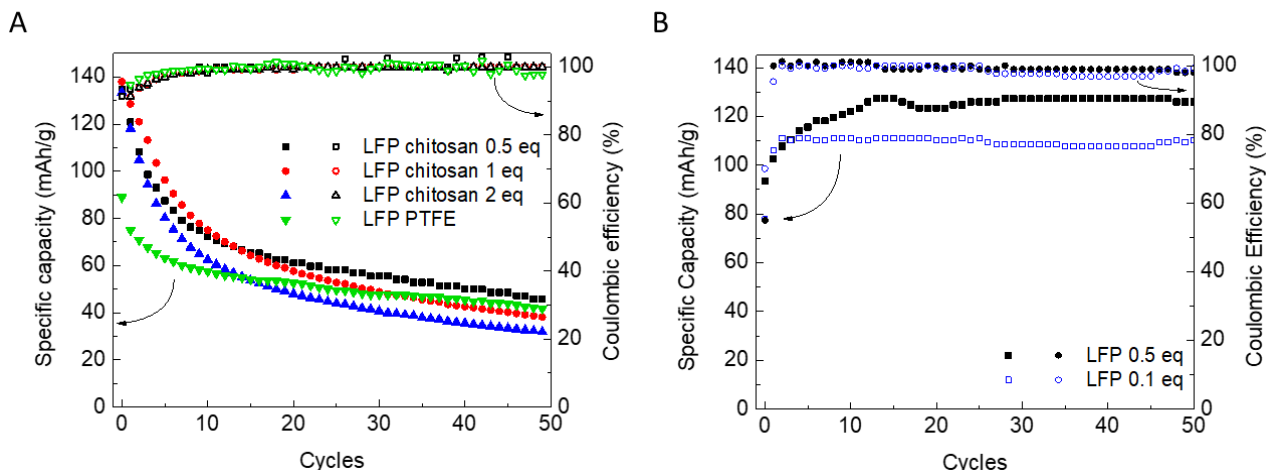 A
B
140
120
100
80
60
40
20
0
Specific capacity (mAh/g)
100
80
60
40
20
0
Coulombic efficiency (%)
LFP chitosan 0.5 eq
LFP chitosan 1 eq
LFP chitosan 2 eq
LFP PTFE
0 10 20 30 40 50
Cycles
140
120
100
80
60
40
20
0
Specific Capacity (mAh/g)
100
80
60
40
20
0
Coulombic Efficiency (%)
LFP 0.5 eq
LFP 0.1 eq
0 10 20 30 40 50
Cycles